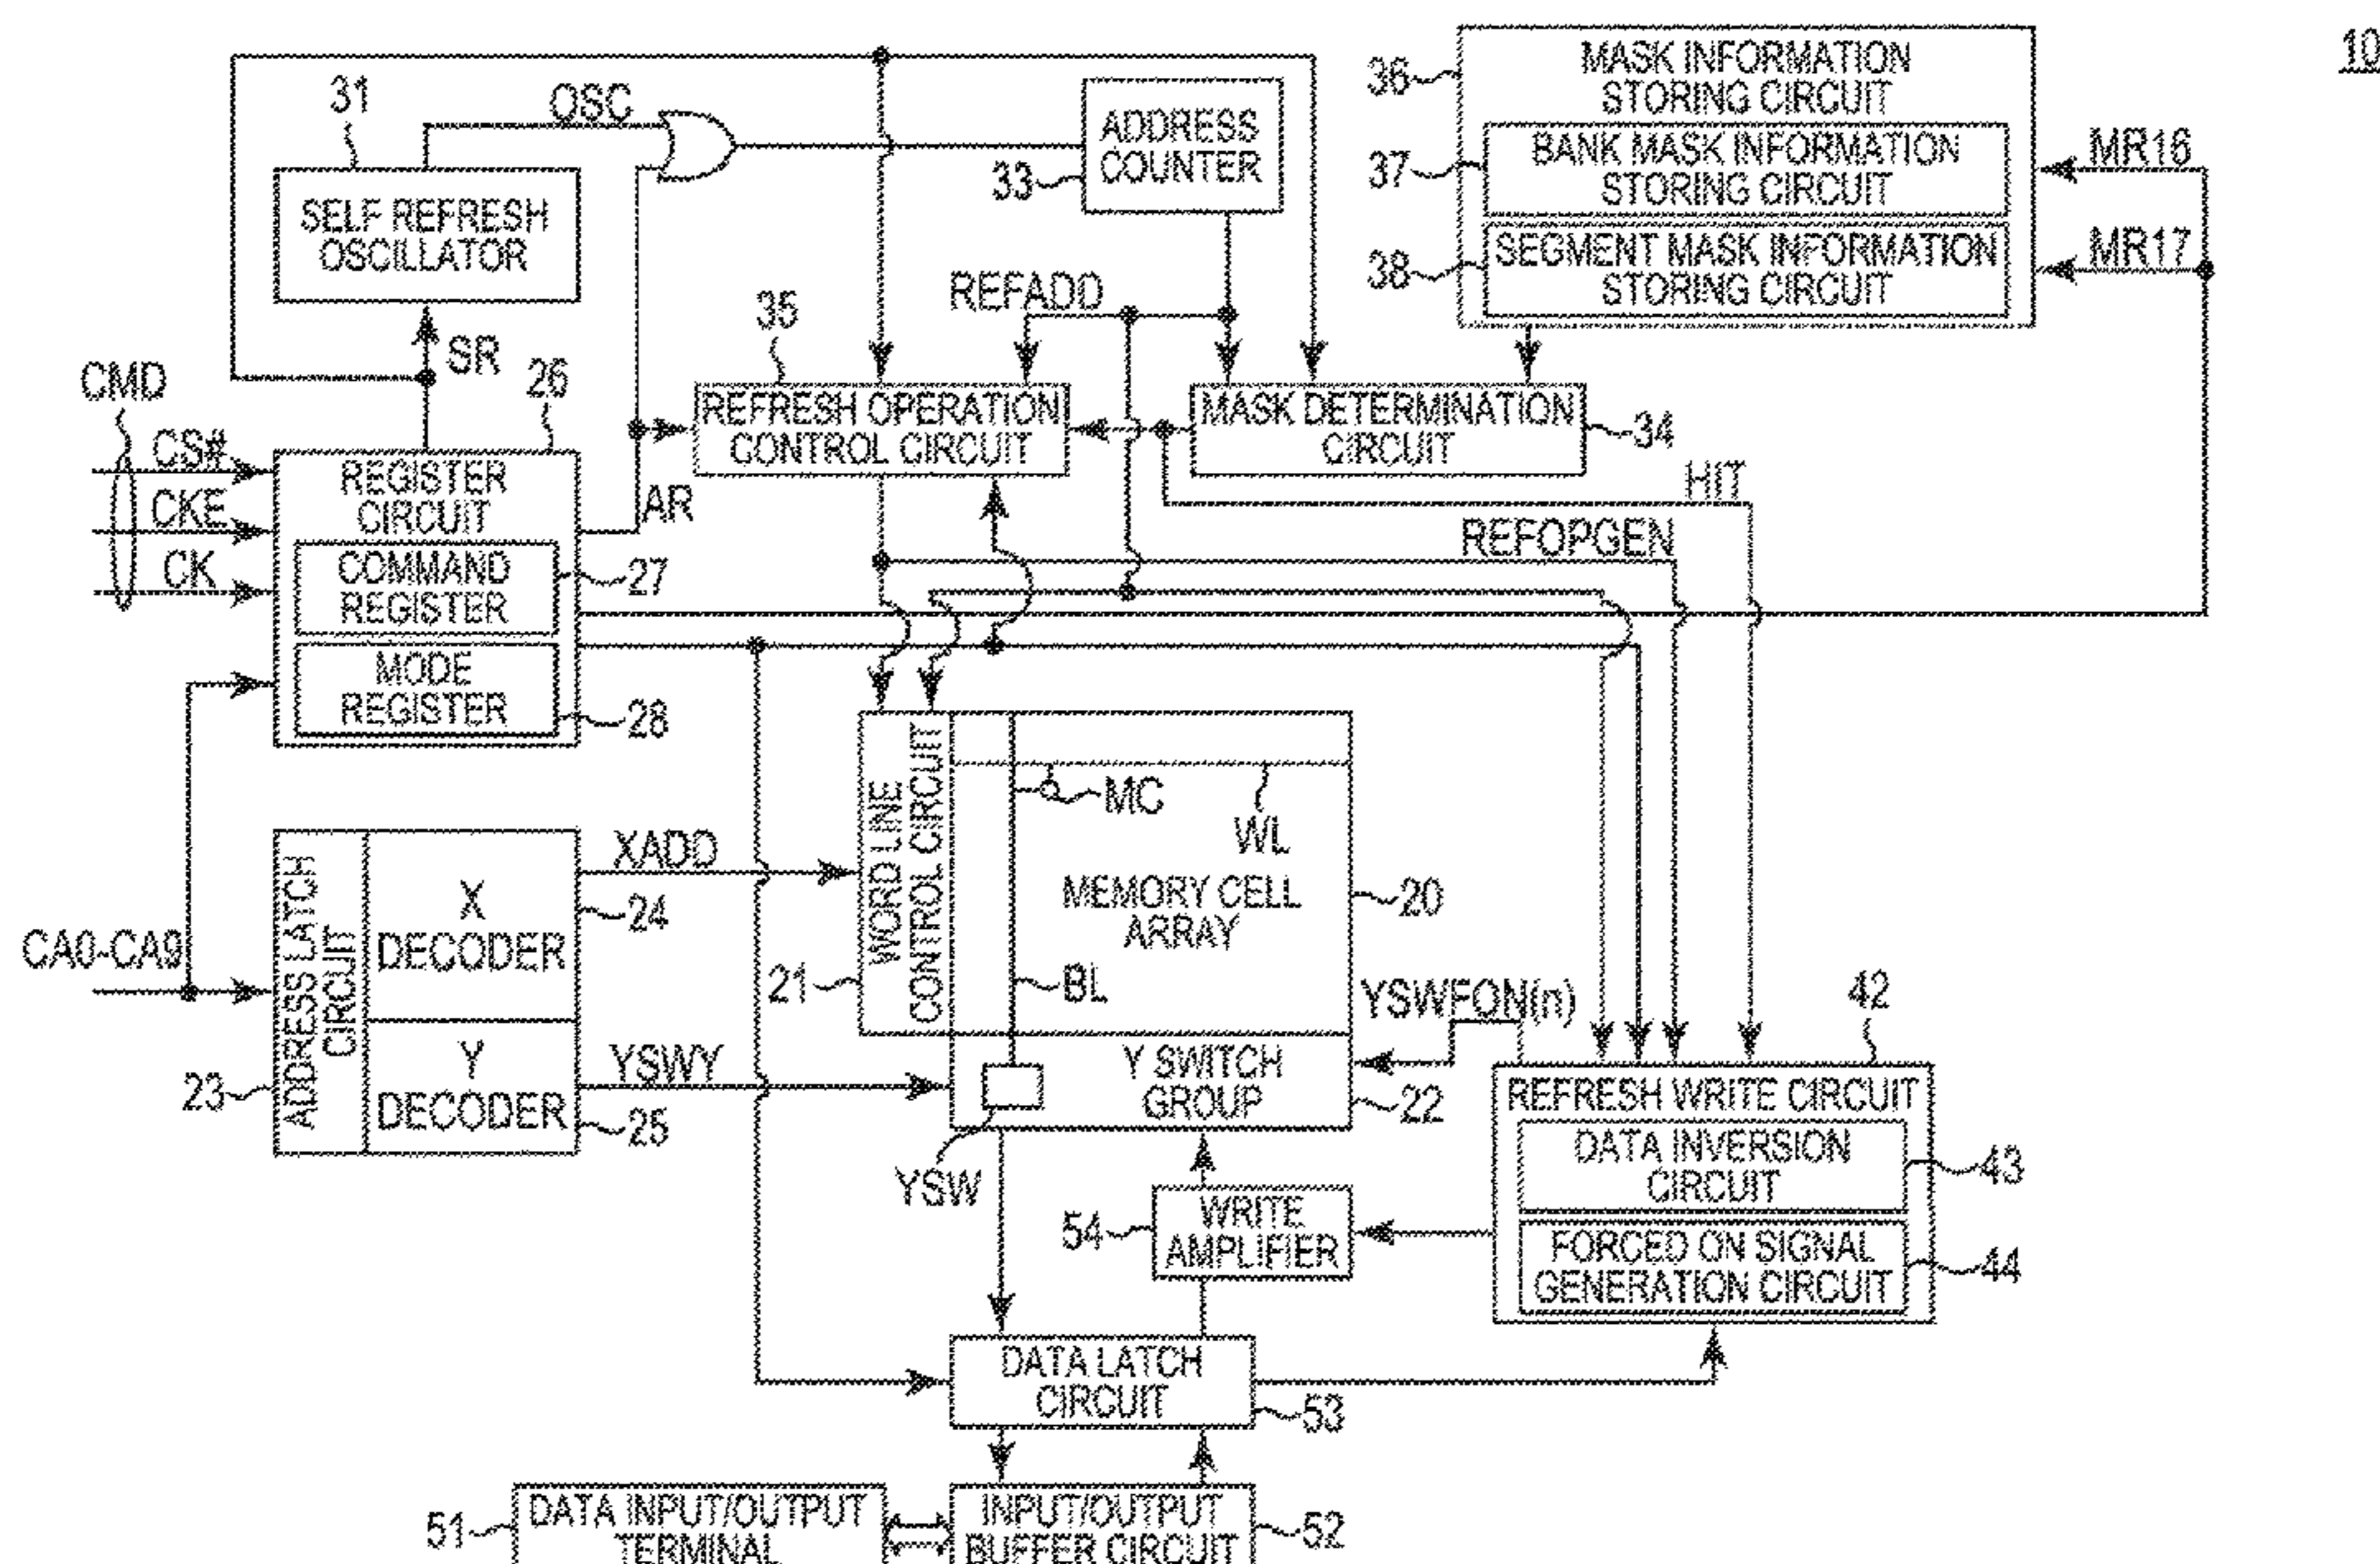 10
36
MASK INFORMATION
STORING CIRCUIT
37
BANK MASK INFORMATION
STORING CIRCUIT
38
SEGMENT MASK INFORMATION
STORING CIRCUIT
MR16
MR17
31
OSC
SELF REFRESH
OSCILLATOR
33
ADDRESS
COUNTER
SR
REFADD
35
REFRESH OPERATION
CONTROL CIRCUIT
MASK DETERMINATION
CIRCUIT
34
HIT
REFOPGEN
CMD
CS#
CKE
CK
26
REGISTER
CIRCUIT
AR
COMMAND
REGISTER
27
MODE
REGISTER
28
CA0-CA9
23
ADDRESS LATCH
CIRCUIT
X
DECODER
24
Y
DECODER
25
XADD
YSWY
21
WORD LINE
CONTROL CIRCUIT
MC
WL
MEMORY CELL
ARRAY
20
BL
YSWFON(n)
Y SWITCH
GROUP
22
YSW
42
REFRESH WRITE CIRCUIT
DATA INVERSION
CIRCUIT
43
FORCED ON SIGNAL
GENERATION CIRCUIT
44
54
WRITE
AMPLIFIER
DATA LATCH
CIRCUIT
53
51
DATA INPUT/OUTPUT
TERMINAL
INPUT/OUTPUT
BUFFER CIRCUIT
52